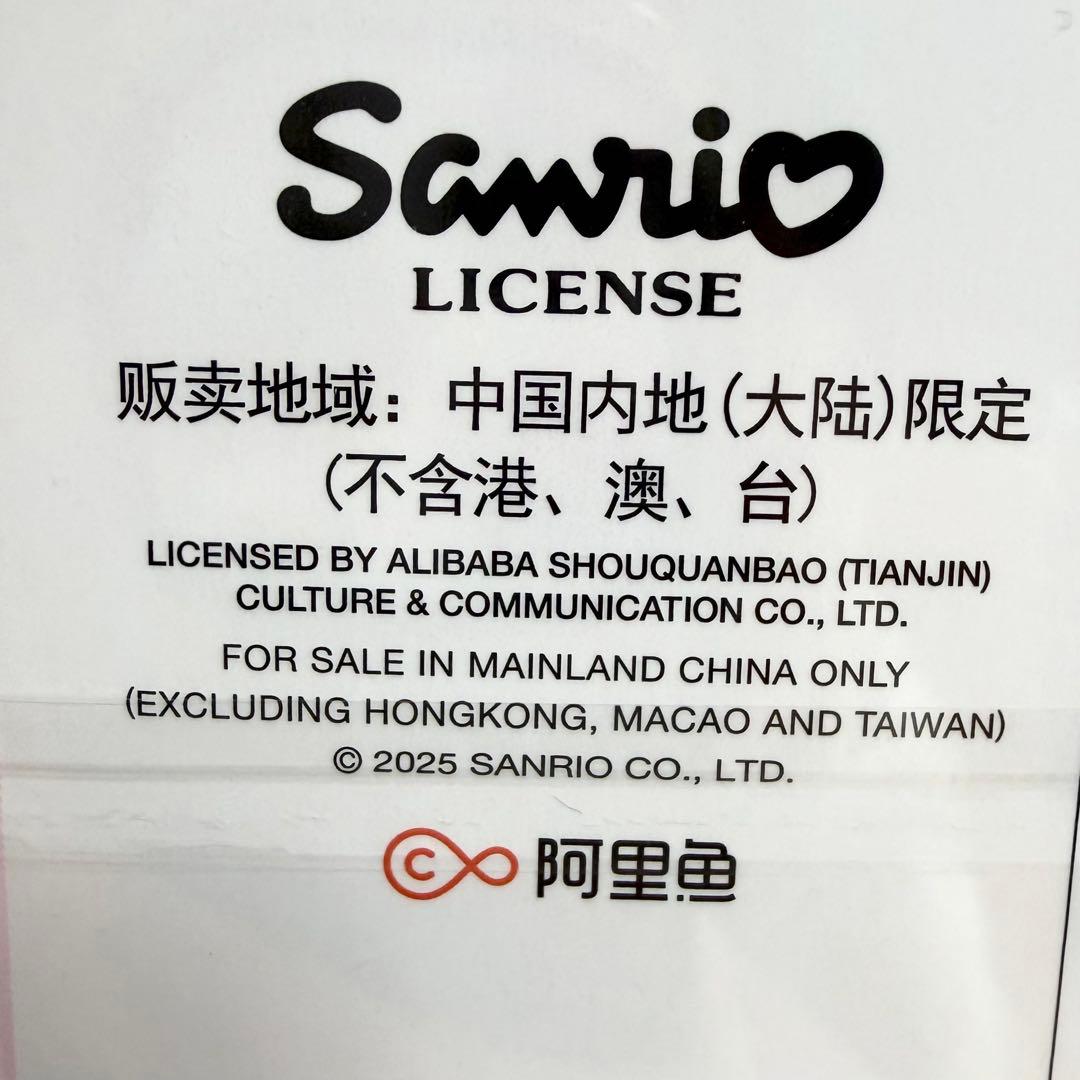 Sanrio
LICENSE
贩卖地域：中国内地(大陆)限定
(不含港、澳、台)
LICENSED BY ALIBABA SHOUQUANBAO (TIANJIN)
CULTURE & COMMUNICATION CO., LTD.
FOR SALE IN MAINLAND CHINA ONLY
(EXCLUDING HONGKONG, MACAO AND TAIWAN)
© 2025 SANRIO CO., LTD.
C 阿里鱼